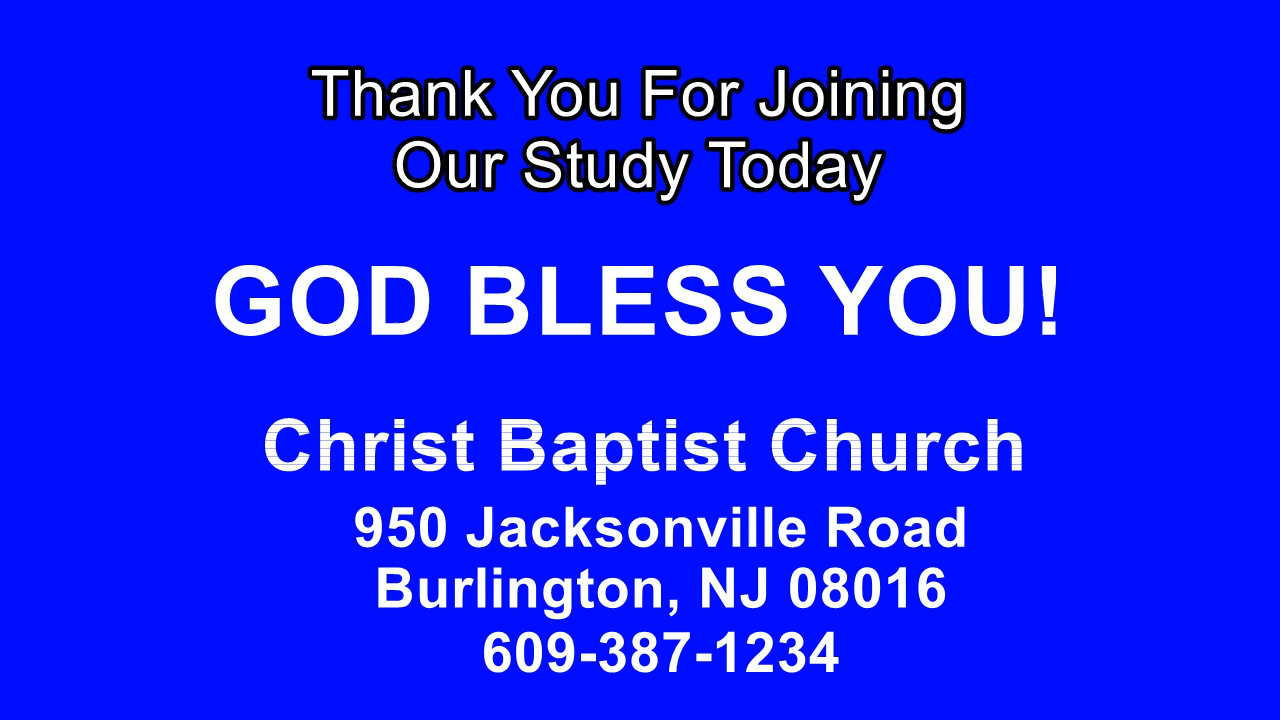 Thank You For Joining
Our Study Today
GOD BLESS YOU!
Christ Baptist Church
950 Jacksonville Road
Burlington, NJ 08016
609-387-1234